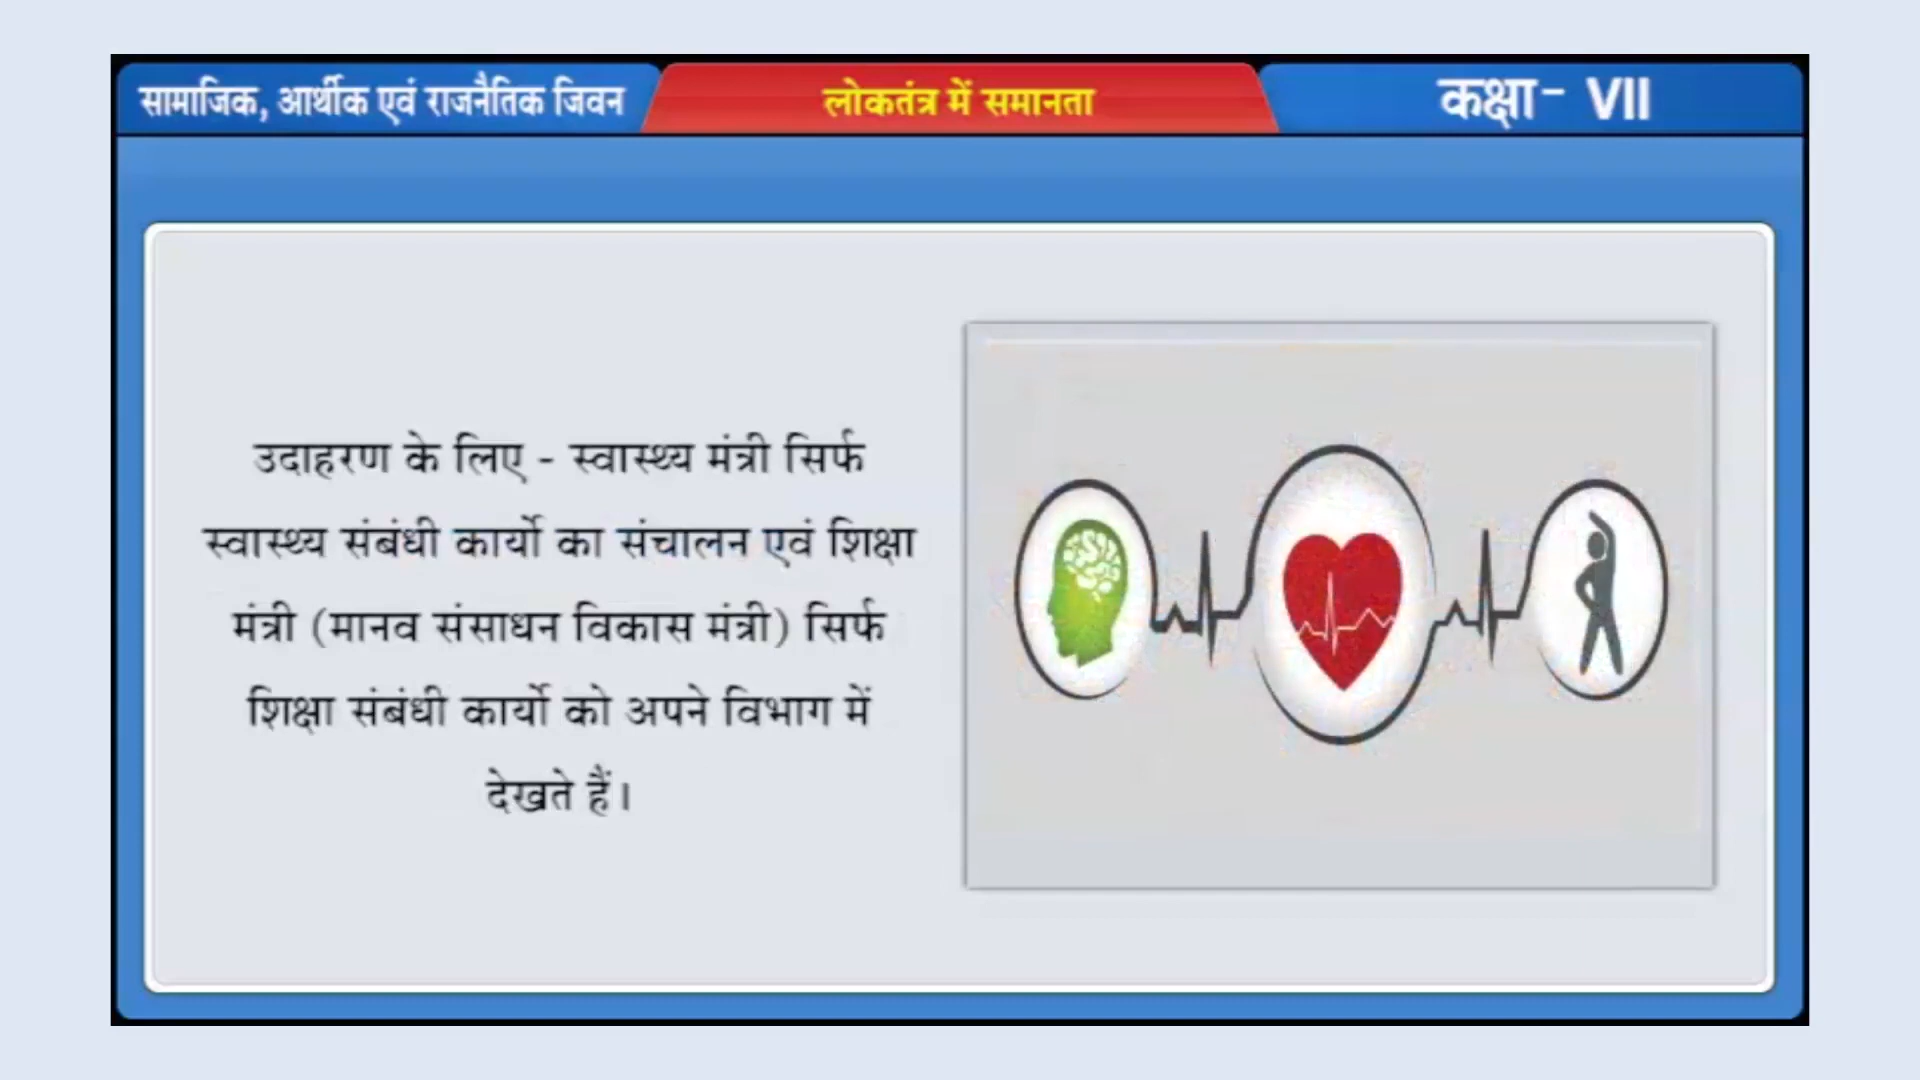 सामाजिक, आर्थीक एवं राजनैतिक जिवन
लोकतंत्र में समानता
कक्षा- VII
उदाहरण के लिए - स्वास्थ्य मंत्री सिर्फ
स्वास्थ्य संबंधी कार्यो का संचालन एवं शिक्षा
मंत्री (मानव संसाधन विकास मंत्री) सिर्फ
शिक्षा संबंधी कार्यो को अपने विभाग में
देखते हैं।